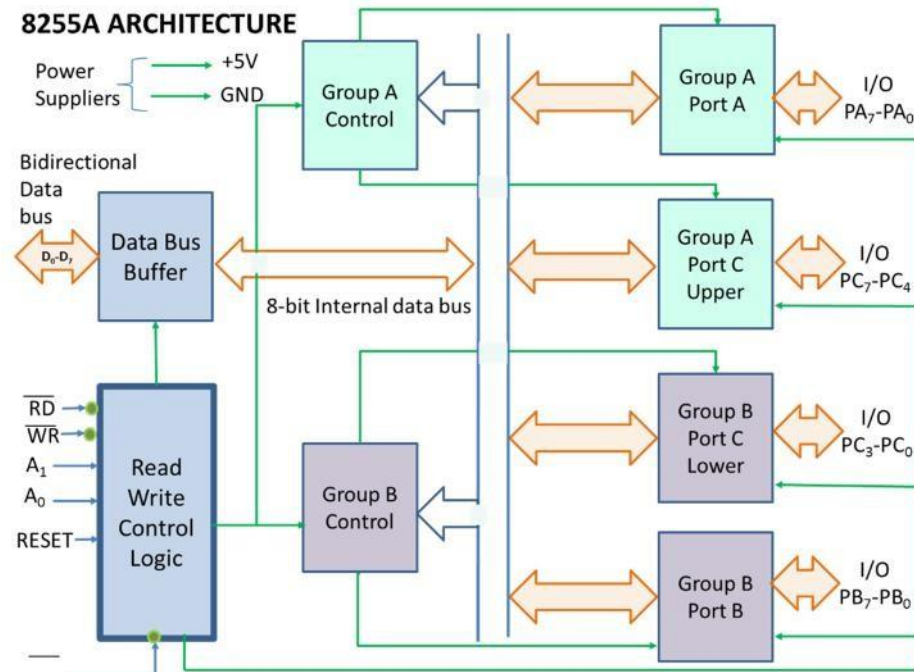 8255A ARCHITECTURE
Power
Suppliers
+5V
GND
Group A
Control
Group A
Port A
I/O
PA₇-PA₀
Bidirectional
Data
bus
D₀-D₇
Data Bus
Buffer
8-bit Internal data bus
Group A
Port C
Upper
I/O
PC₇-PC₄
R̅D̅
W̅R̅
A₁
A₀
RESET
Read
Write
Control
Logic
Group B
Control
Group B
Port C
Lower
I/O
PC₃-PC₀
Group B
Port B
I/O
PB₇-PB₀